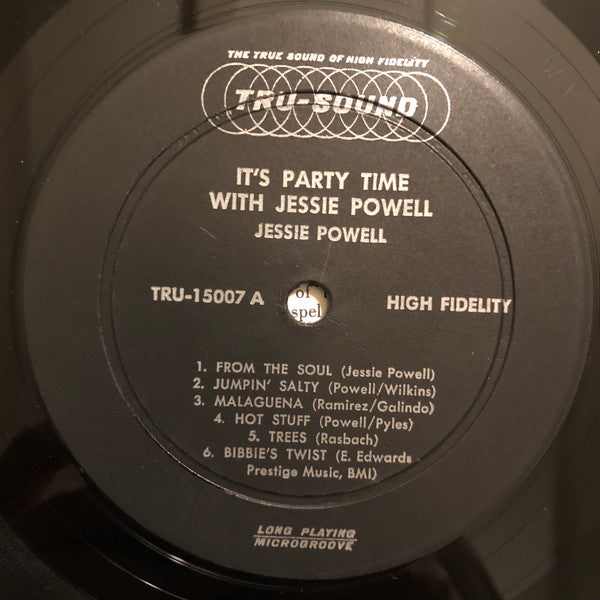 THE TRUE SOUND OF HIGH FIDELITY
TRU-SOUND
IT'S PARTY TIME
WITH JESSIE POWELL
JESSIE POWELL
TRU-15007 A
of
spel
HIGH FIDELITY
1. FROM THE SOUL (Jessie Powell)
2. JUMPIN' SALTY (Powell/Wilkins)
3. MALAGUENA (Ramirez/Galindo)
4. HOT STUFF (Powell/Pyles)
5. TREES (Rasbach)
6. BIBBIE'S TWIST (E. Edwards
Prestige Music, BMI)
LONG PLAYING
MICROGROOVE